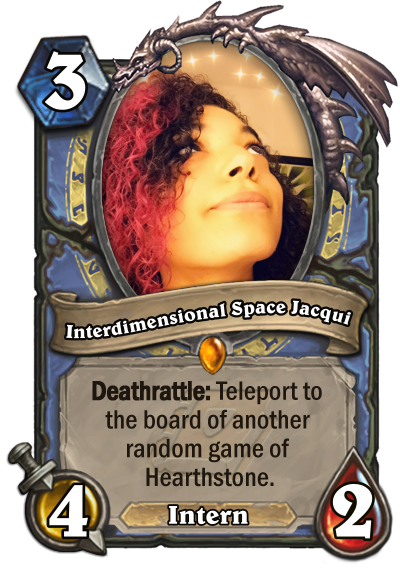 3
Interdimensional Space Jacqui
Deathrattle: Teleport to
the board of another
random game of
Hearthstone.
4
Intern
2